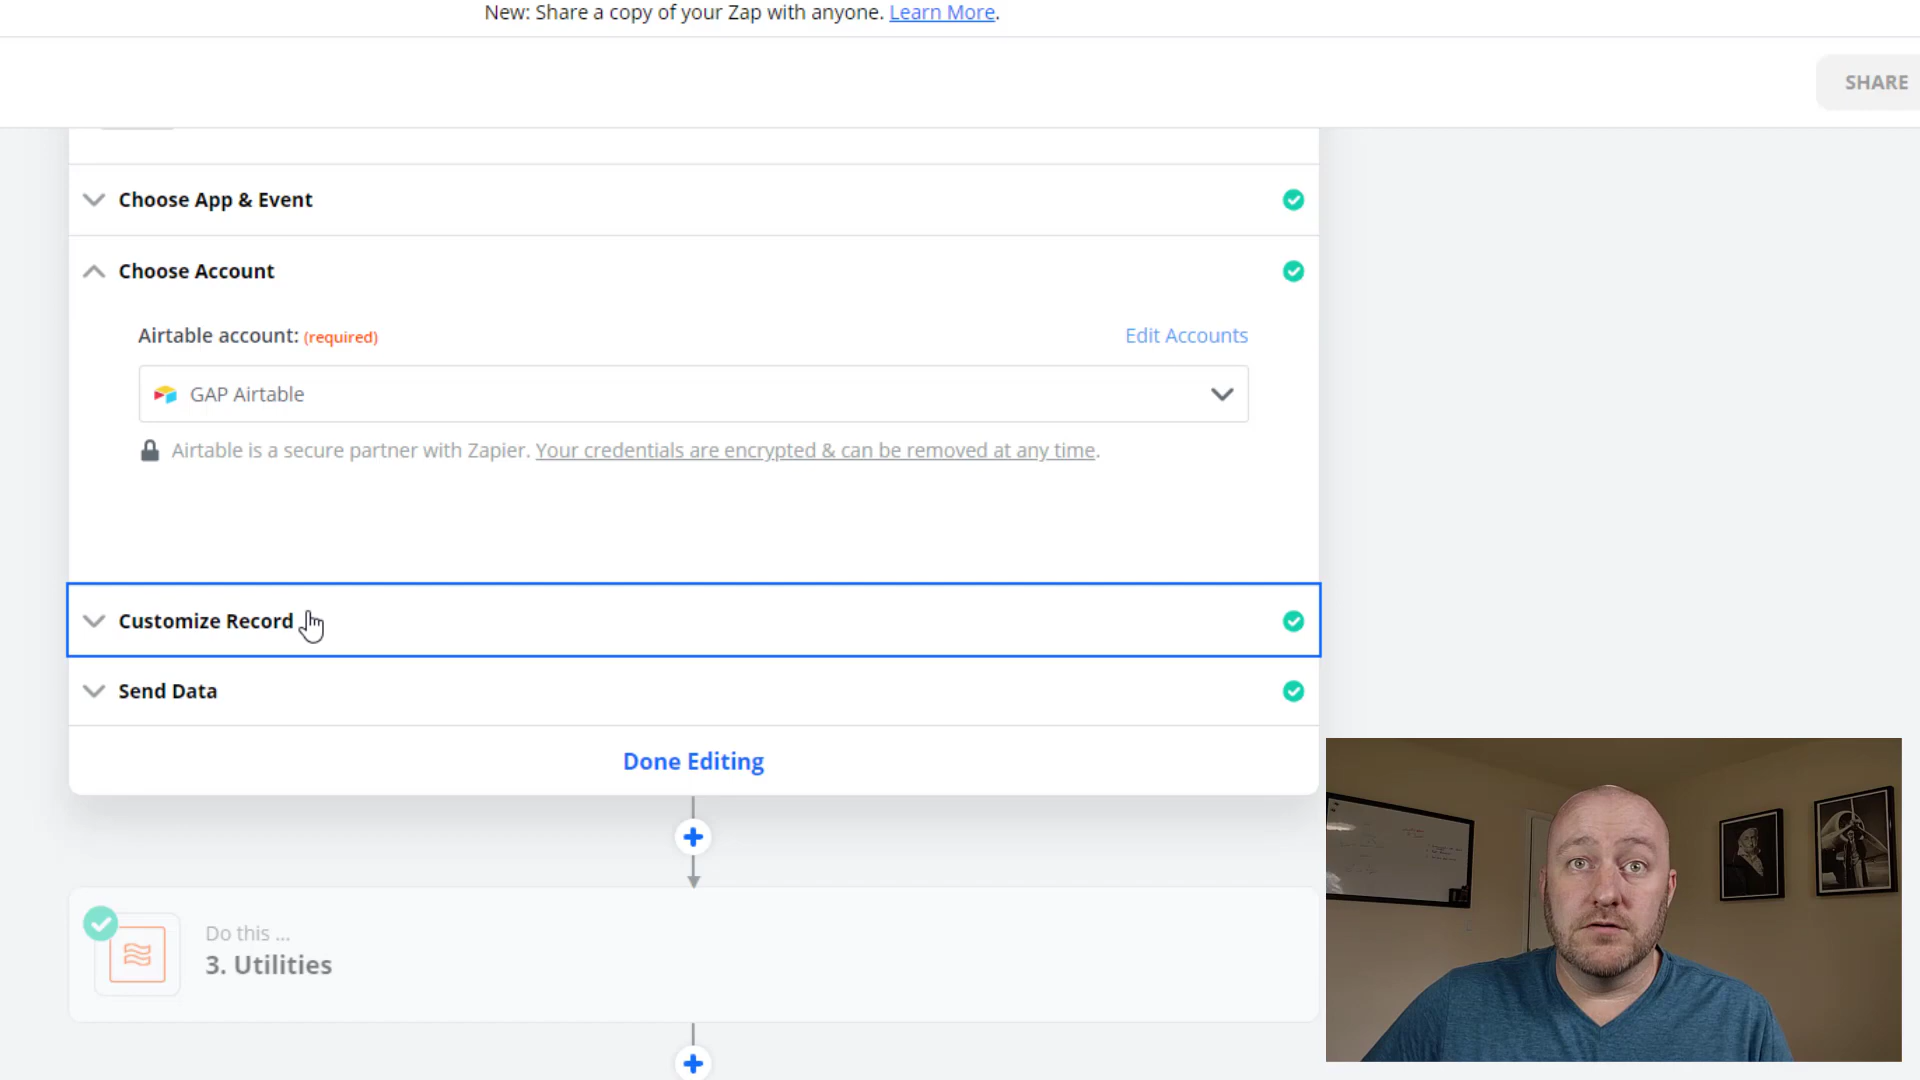 New: Share a copy of your Zap with anyone. Learn More.
SHARE
Choose App & Event
Choose Account
Airtable account: (required)
Edit Accounts
GAP Airtable
Airtable is a secure partner with Zapier. Your credentials are encrypted & can be removed at any time.
Customize Record
Send Data
Done Editing
Do this ...
3. Utilities